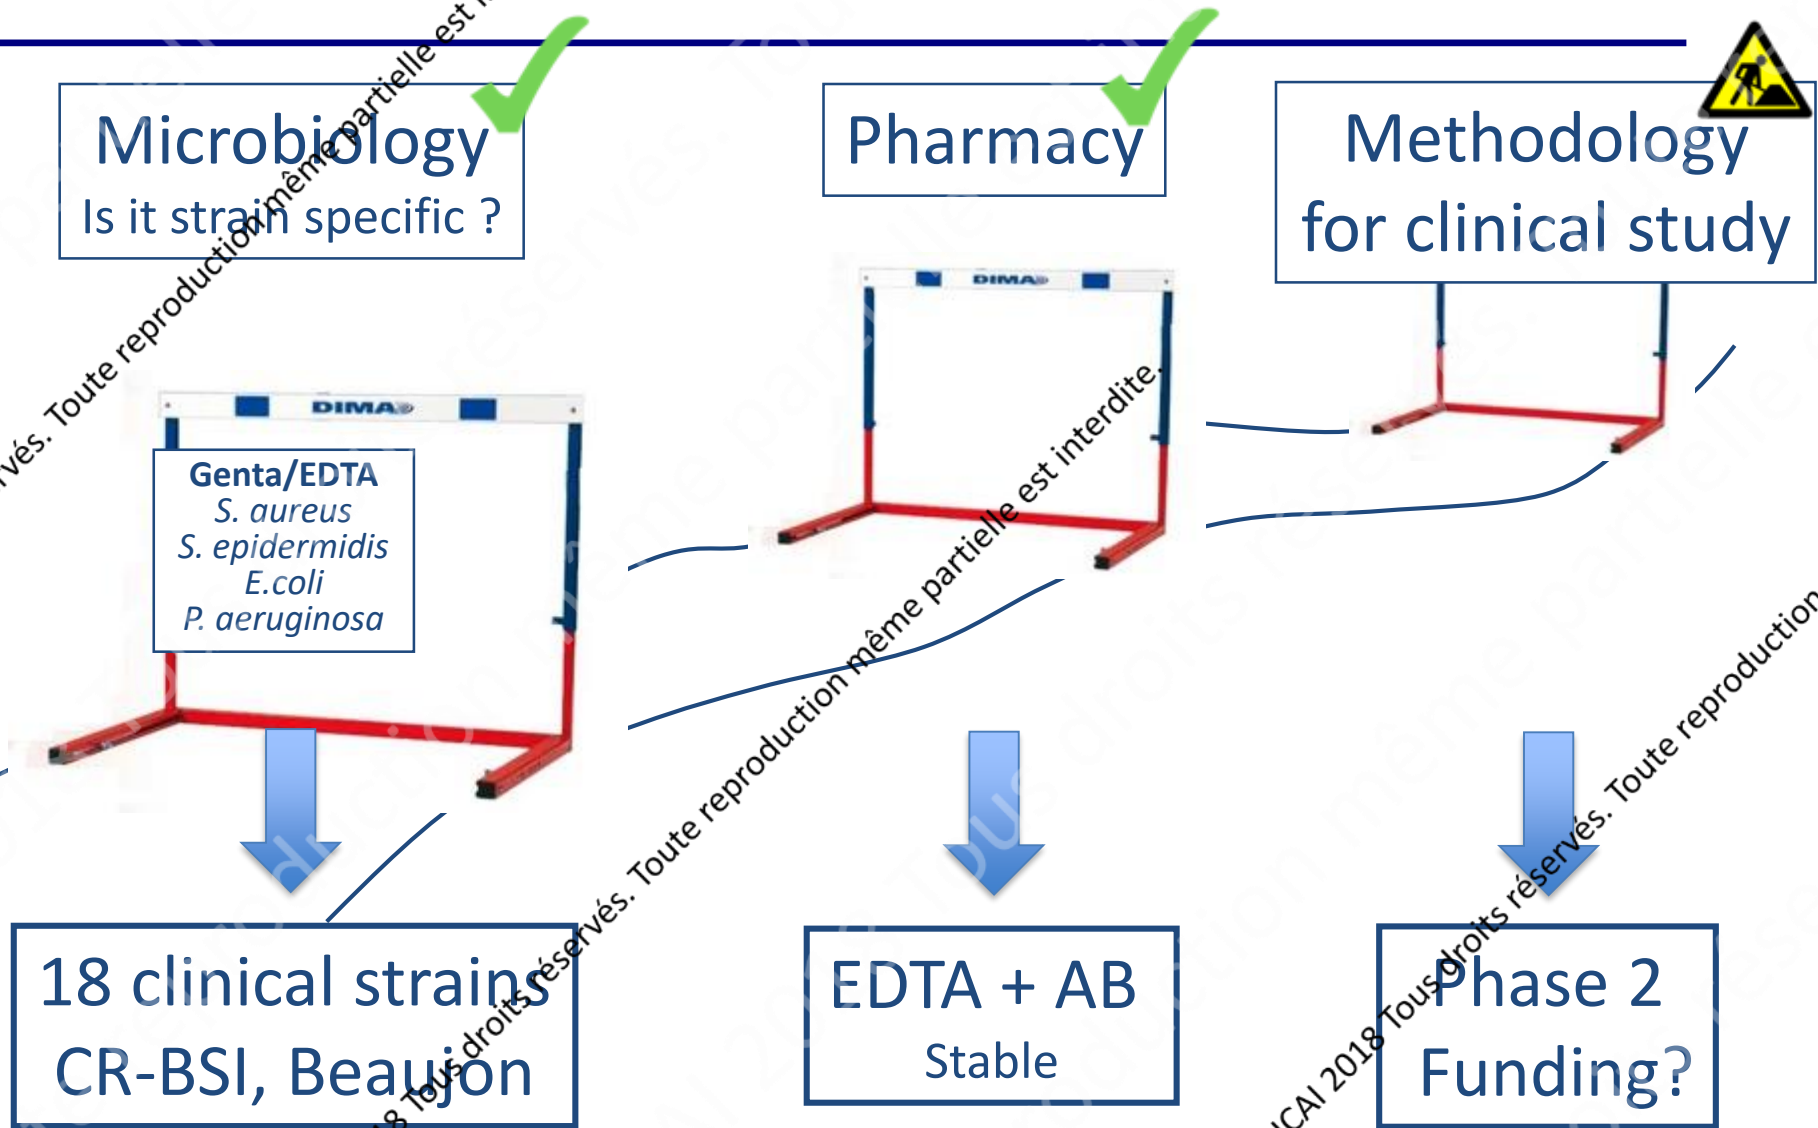 Microbiology
Is it strain specific ?
Pharmacy
Methodology
for clinical study
DIMA
DIMA
Genta/EDTA
S. aureus
S. epidermidis
E.coli
P. aeruginosa
18 clinical strains
CR-BSI, Beaujon
EDTA + AB
Stable
Phase 2
Funding?
vés. Toute reproduction même partielle est
8 Tous droits réservés. Toute reproduction même partielle est interdite.
ICAI 2018 Tous droits réservés. Toute reproduction